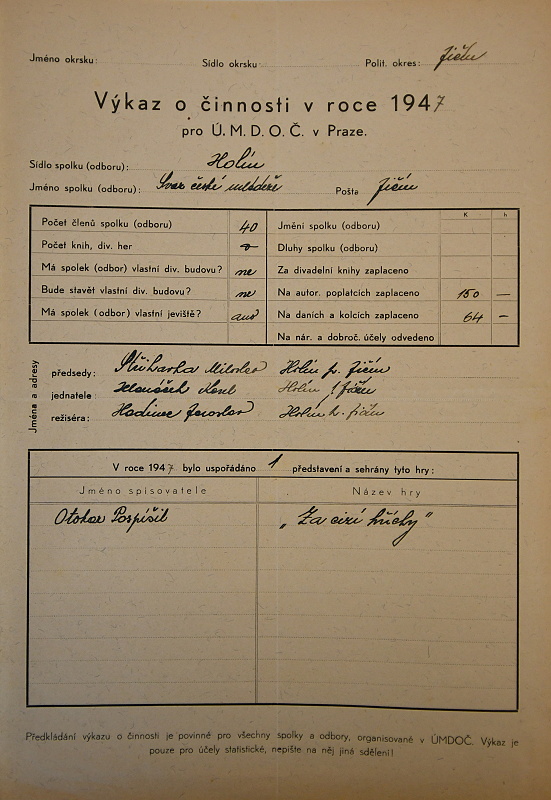 Jméno okrsku: Sídlo okrsku: Polit. okres: Jičín
Výkaz o činnosti v roce 1947
pro Ú. M. D. O. Č. v Praze.
Sídlo spolku (odboru): Holín
Jméno spolku (odboru): Svaz české mládeže Pošta Jičín
K h
Počet členů spolku (odboru) 40 Jmění spolku (odboru)
Počet knih, div. her 0 Dluhy spolku (odboru)
Má spolek (odbor) vlastní div. budovu? ne Za divadelní knihy zaplaceno
Bude stavět vlastní div. budovu? ne Na autor. poplatcích zaplaceno 150 —
Má spolek (odbor) vlastní jeviště? ano Na daních a kolcích zaplaceno 64 —
Na nár. a dobroč. účely odvedeno
Jména a adresy
předsedy: Miloslav Holín p. Jičín
jednatele: Karel Holín p. Jičín
režiséra: Hadinec Jaroslav Holín p. Jičín
V roce 1947 bylo uspořádáno 1 představení a sehrány tyto hry:
Jméno spisovatele Název hry
Otokar Pospíšil „Za cizí hříchy"
Předkládání výkazu o činnosti je povinné pro všechny spolky a odbory, organisované v ÚMDOČ. Výkaz je
pouze pro účely statistické, nepište na něj jiná sdělení!